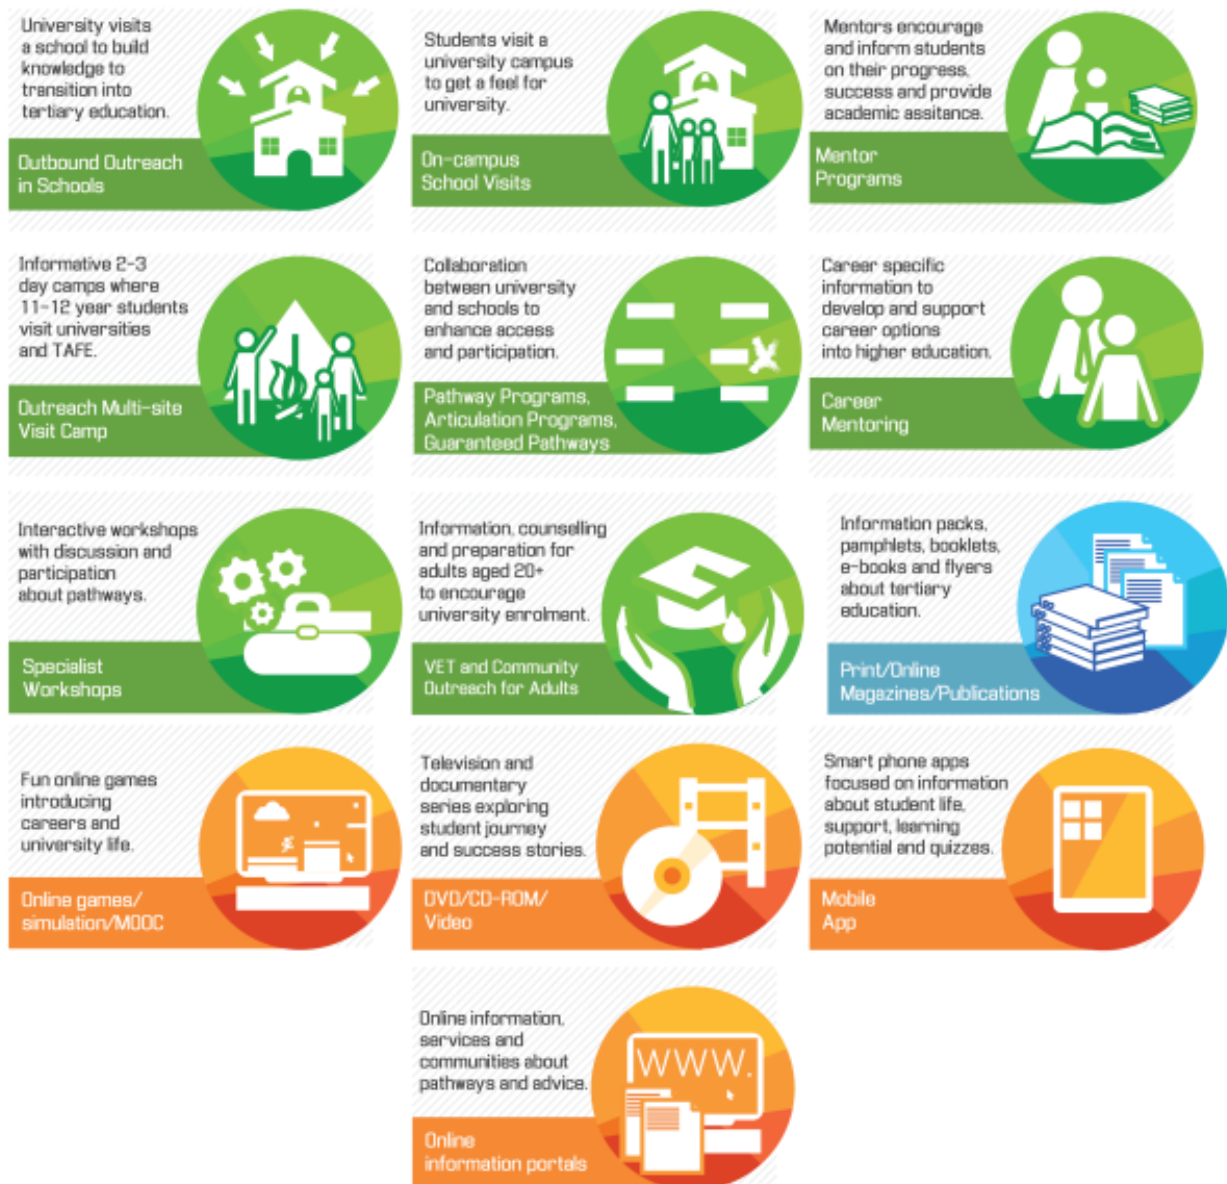 University visits
a school to build
knowledge to
transition into
tertiary education.
Outbound Outreach
in Schools
Students visit a
university campus
to get a feel for
university.
On-campus
School Visits
Mentors encourage
and inform students
on their progress,
success and provide
academic assitance.
Mentor
Programs
Informative 2-3
day camps where
11-12 year students
visit universities
and TAFE.
Outreach Multi-site
Visit Camp
Collaboration
between university
and schools to
enhance access
and participation.
Pathway Programs,
Articulation Programs,
Guaranteed Pathways
Career specific
information to
develop and support
career options
into higher education.
Career
Mentoring
Interactive workshops
with discussion and
participation
about pathways.
Specialist
Workshops
Information, counselling
and preparation for
adults aged 20+
to encourage
university enrolment.
VET and Community
Outreach for Adults
Information packs,
pamphlets, booklets,
e-books and flyers
about tertiary
education.
Print/Online
Magazines/Publications
Fun online games
introducing
careers and
university life.
Online games/
simulation/MOOC
Television and
documentary
series exploring
student journey
and success stories.
DVD/CD-ROM/
Video
Smart phone apps
focused on information
about student life,
support, learning
potential and quizzes.
Mobile
App
Online information,
services and
communities about
pathways and advice.
WWW.
Online
information portals